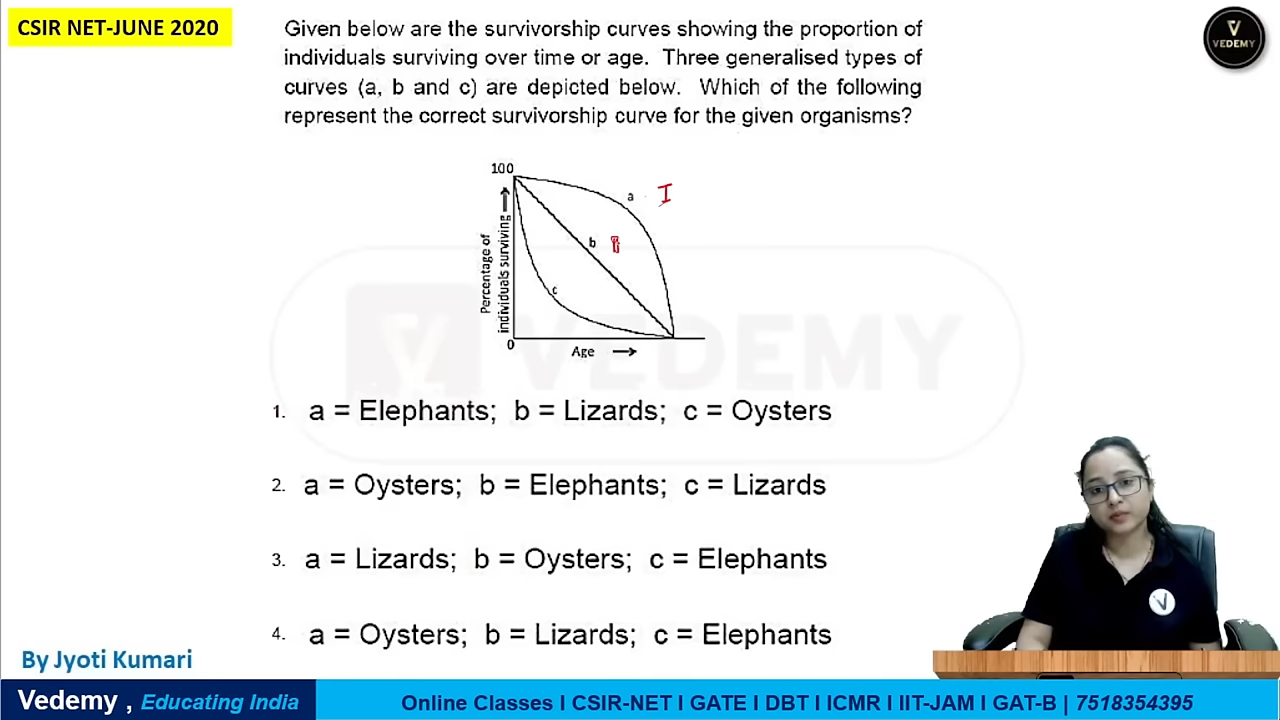 CSIR NET-JUNE 2020
Given below are the survivorship curves showing the proportion of
individuals surviving over time or age. Three generalised types of
curves (a, b and c) are depicted below. Which of the following
represent the correct survivorship curve for the given organisms?
V
VEDEMY
100
a
I
b
II
c
Percentage of
individuals surviving
0
Age
VEDEMY
1. a = Elephants; b = Lizards; c = Oysters
2. a = Oysters; b = Elephants; c = Lizards
3. a = Lizards; b = Oysters; c = Elephants
4. a = Oysters; b = Lizards; c = Elephants
By Jyoti Kumari
Vedemy , Educating India
Online Classes I CSIR-NET I GATE I DBT I ICMR I IIT-JAM I GAT-B | 7518354395